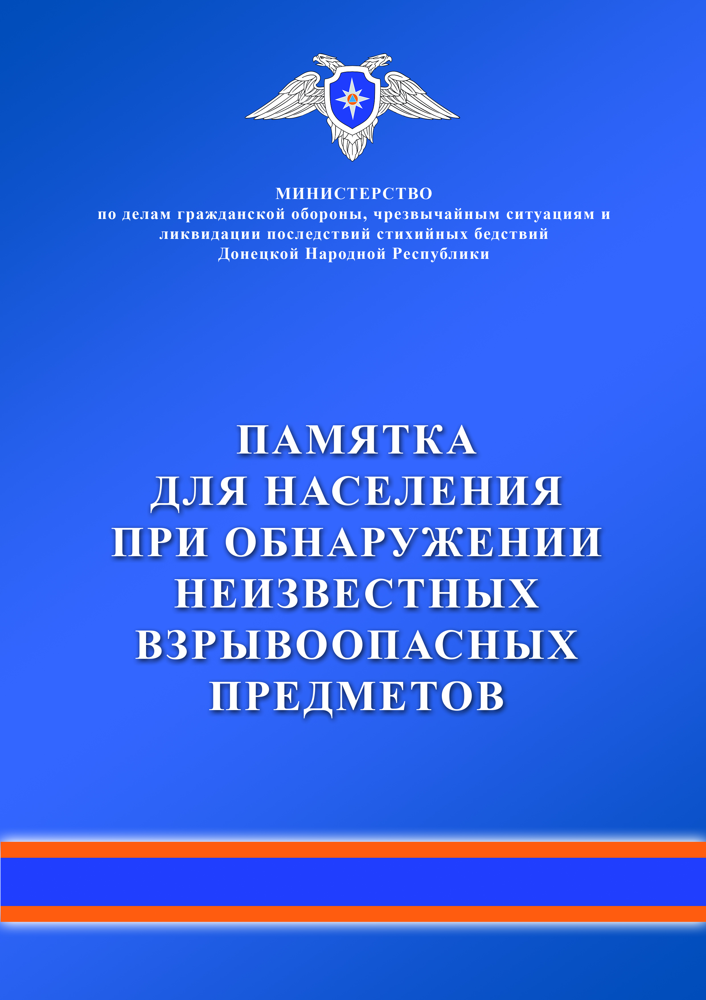 МИНИСТЕРСТВО
по делам гражданской обороны, чрезвычайным ситуациям и
ликвидации последствий стихийных бедствий
Донецкой Народной Республики
ПАМЯТКА
ДЛЯ НАСЕЛЕНИЯ
ПРИ ОБНАРУЖЕНИИ
НЕИЗВЕСТНЫХ
ВЗРЫВООПАСНЫХ
ПРЕДМЕТОВ